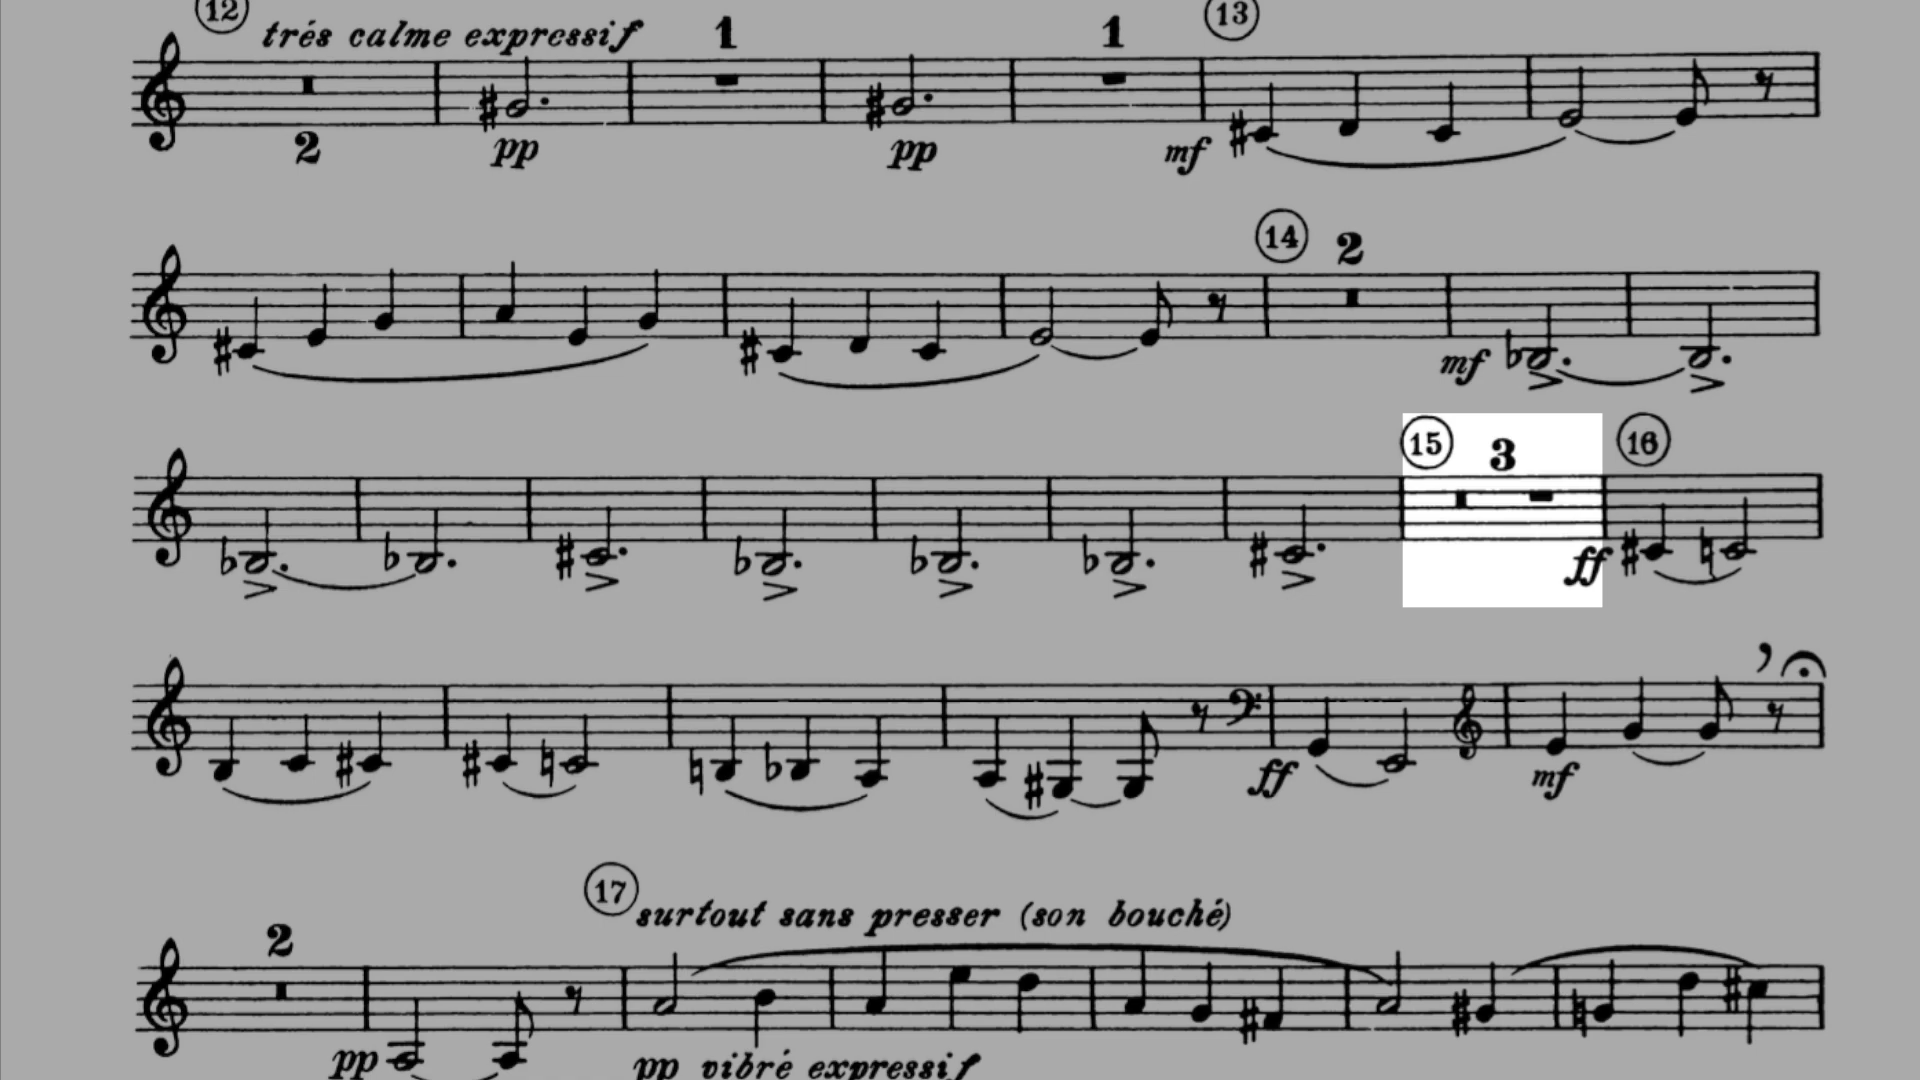 12 trés calme expressif 1 1 13
2 pp pp mf
14 2
mf
15 3 16
ff
ff mf
17 surtout sans presser (son bouché)
2
pp pp vibré expressif